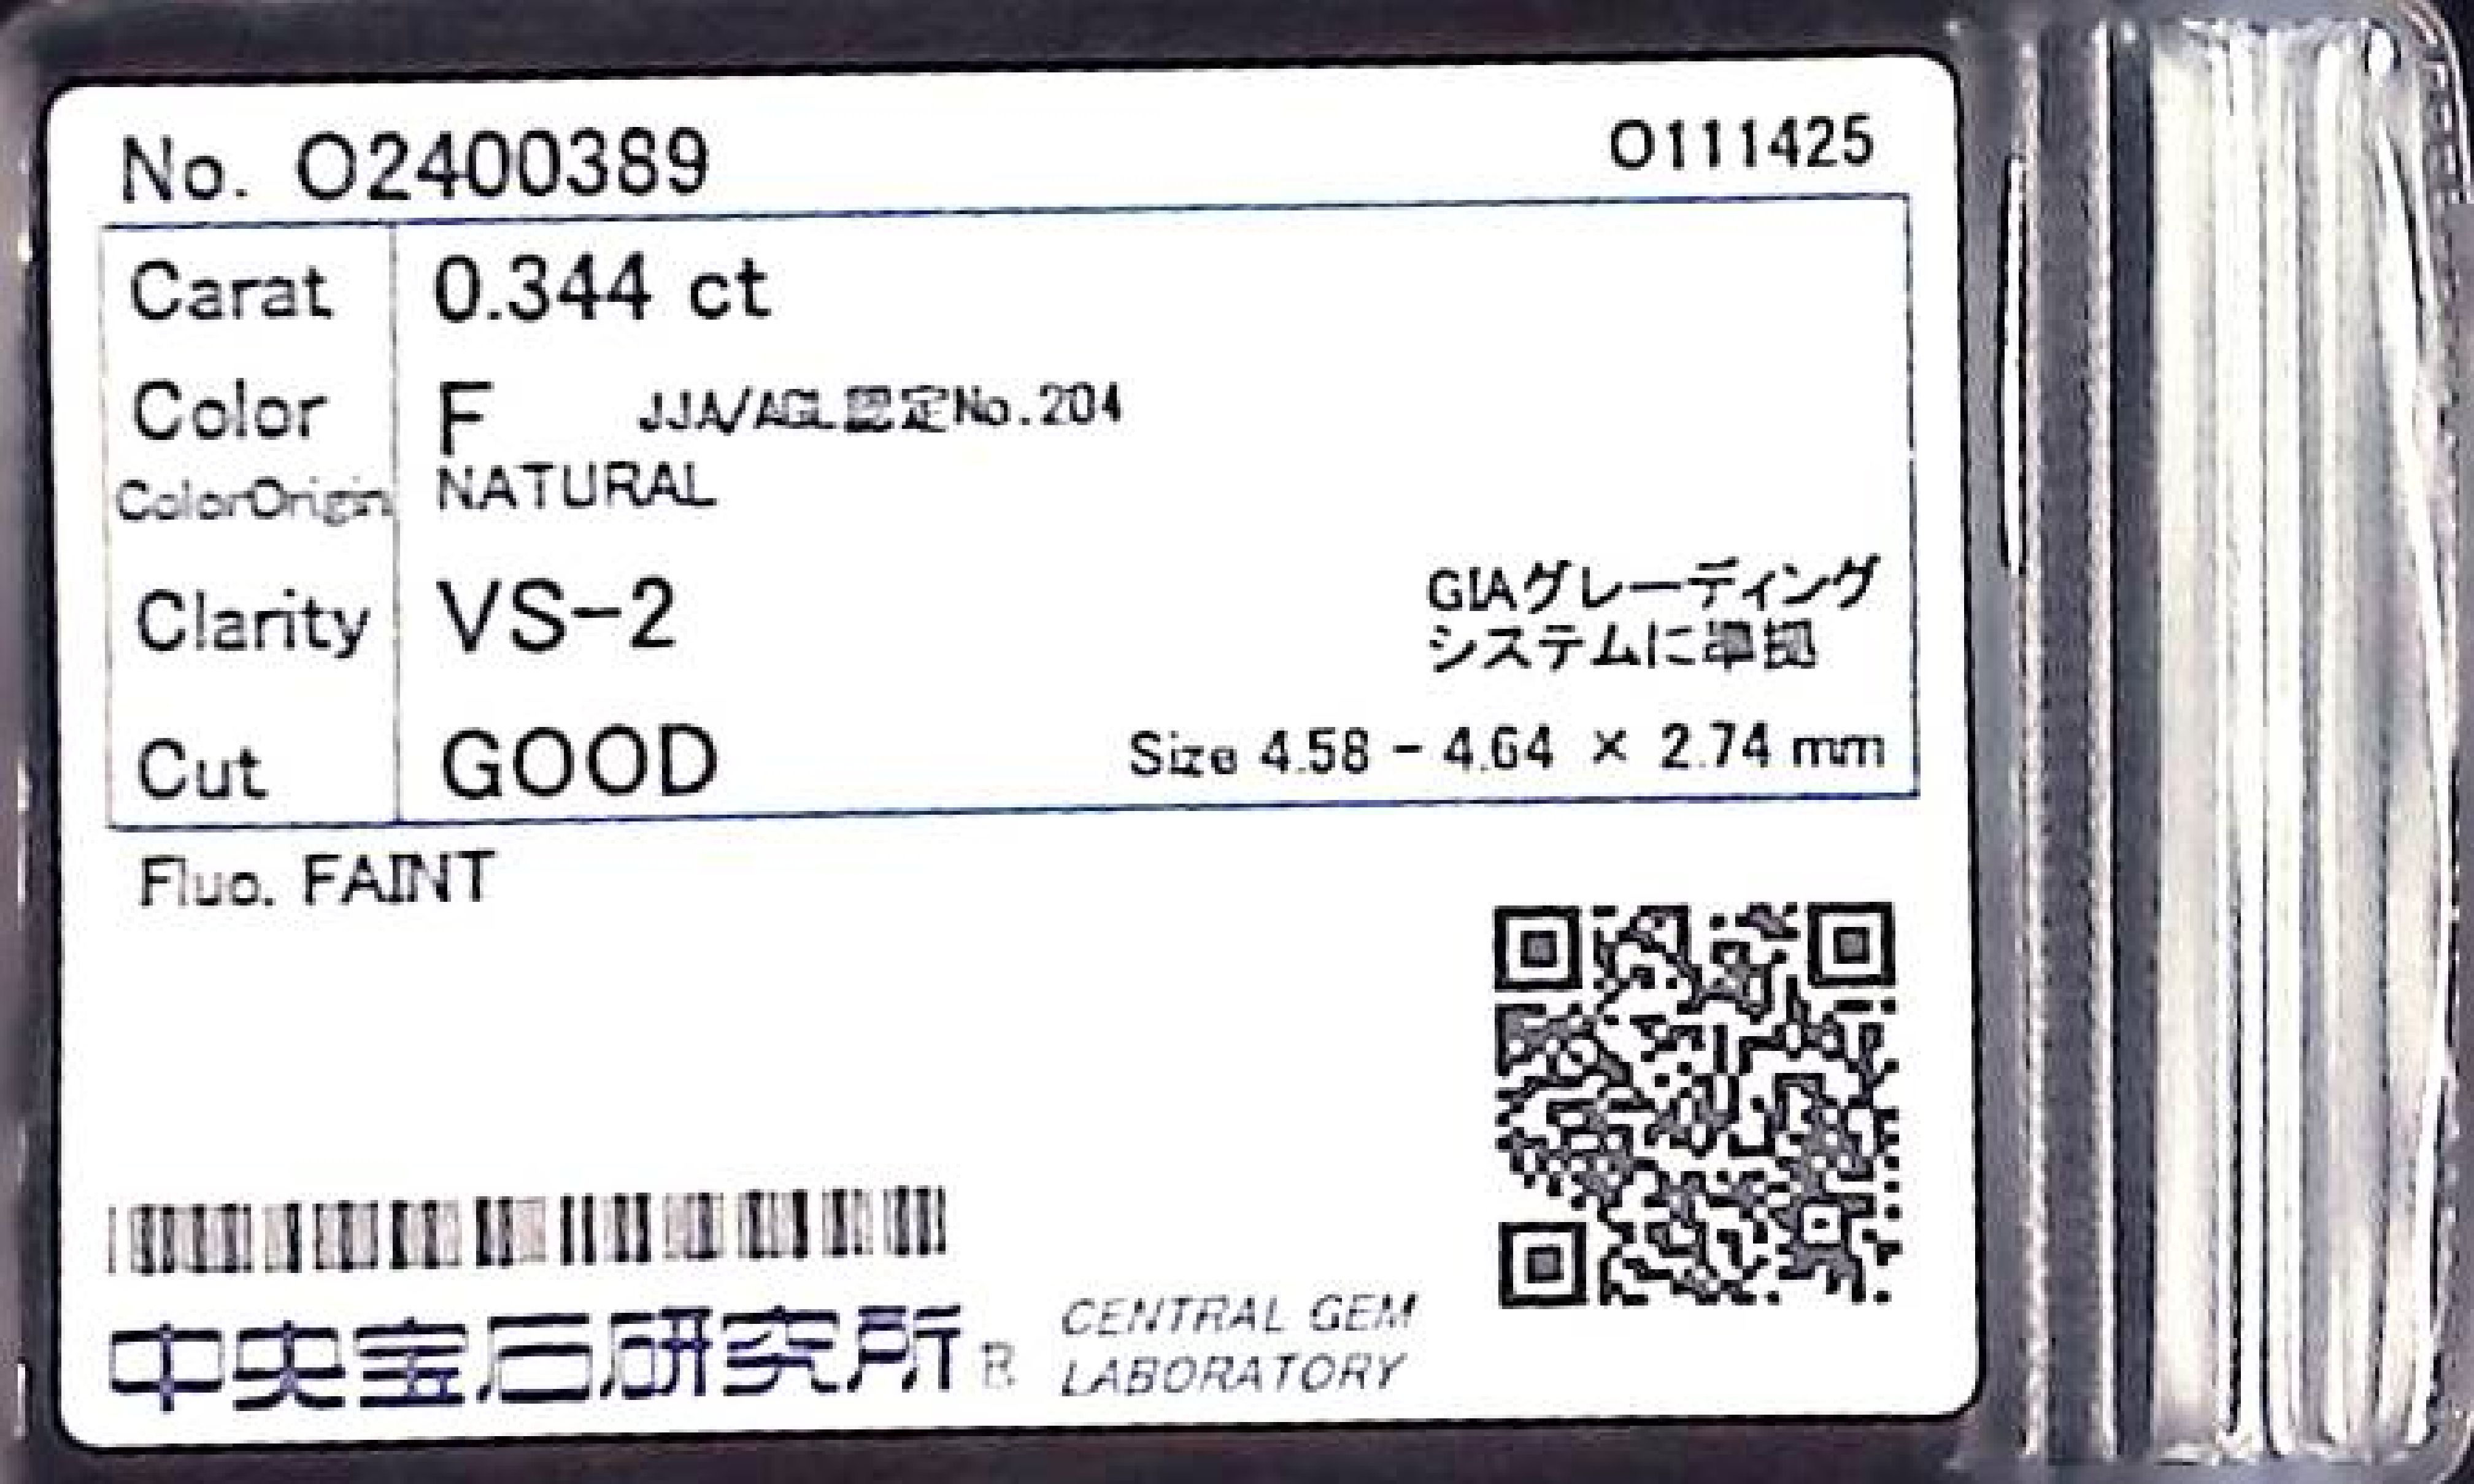 No. O2400389
O111425
Carat 0.344 ct
Color F JJA/AGL認定No.204
ColorOrigin NATURAL
Clarity VS-2
GIAグレーディング
システムに準拠
Cut GOOD Size 4.58 - 4.64 × 2.74 mm
Fluo. FAINT
中央宝石研究所 R
CENTRAL GEM
LABORATORY